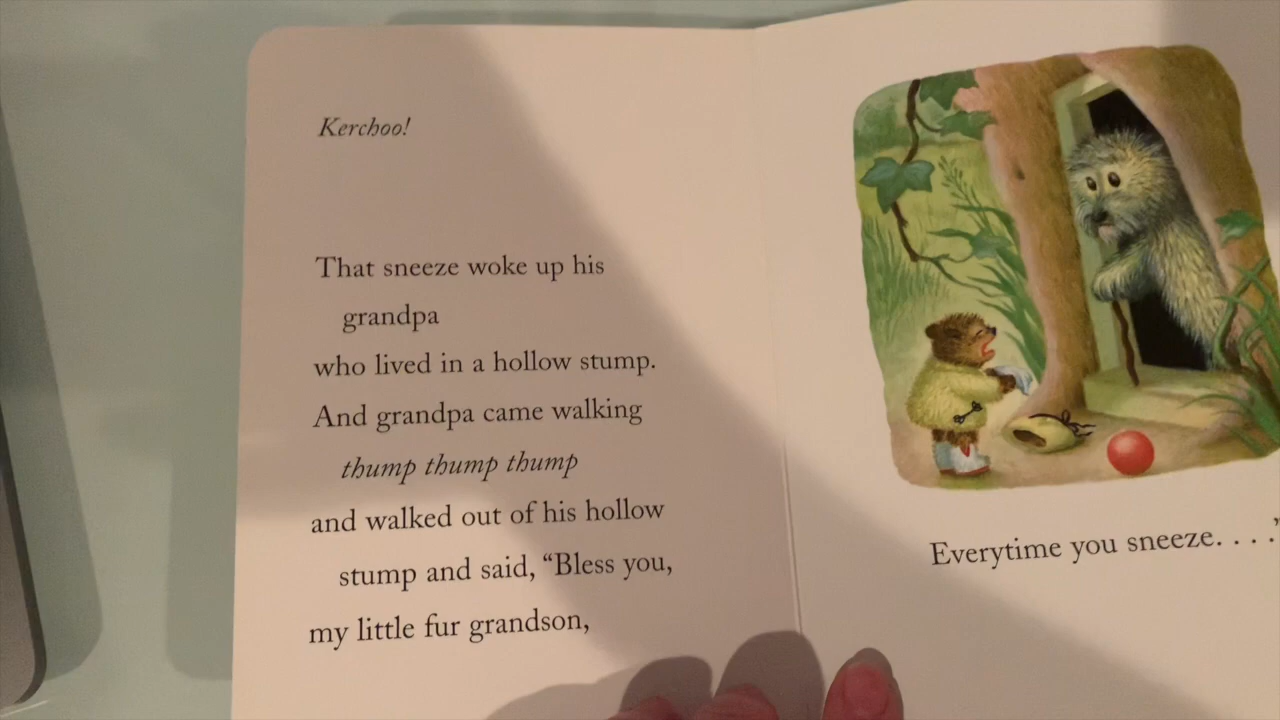 Kerchoo!
That sneeze woke up his
grandpa
who lived in a hollow stump.
And grandpa came walking
thump thump thump
and walked out of his hollow
stump and said, “Bless you,
my little fur grandson,
Everytime you sneeze. . . .”